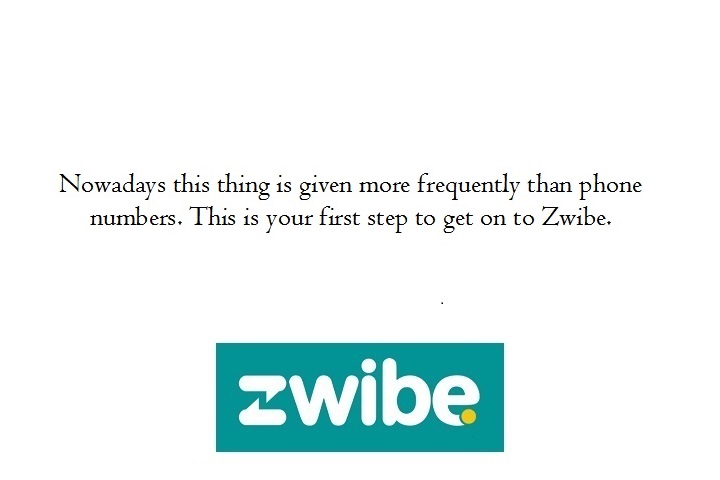 Nowadays this thing is given more frequently than phone
numbers. This is your first step to get on to Zwibe.
zwibe